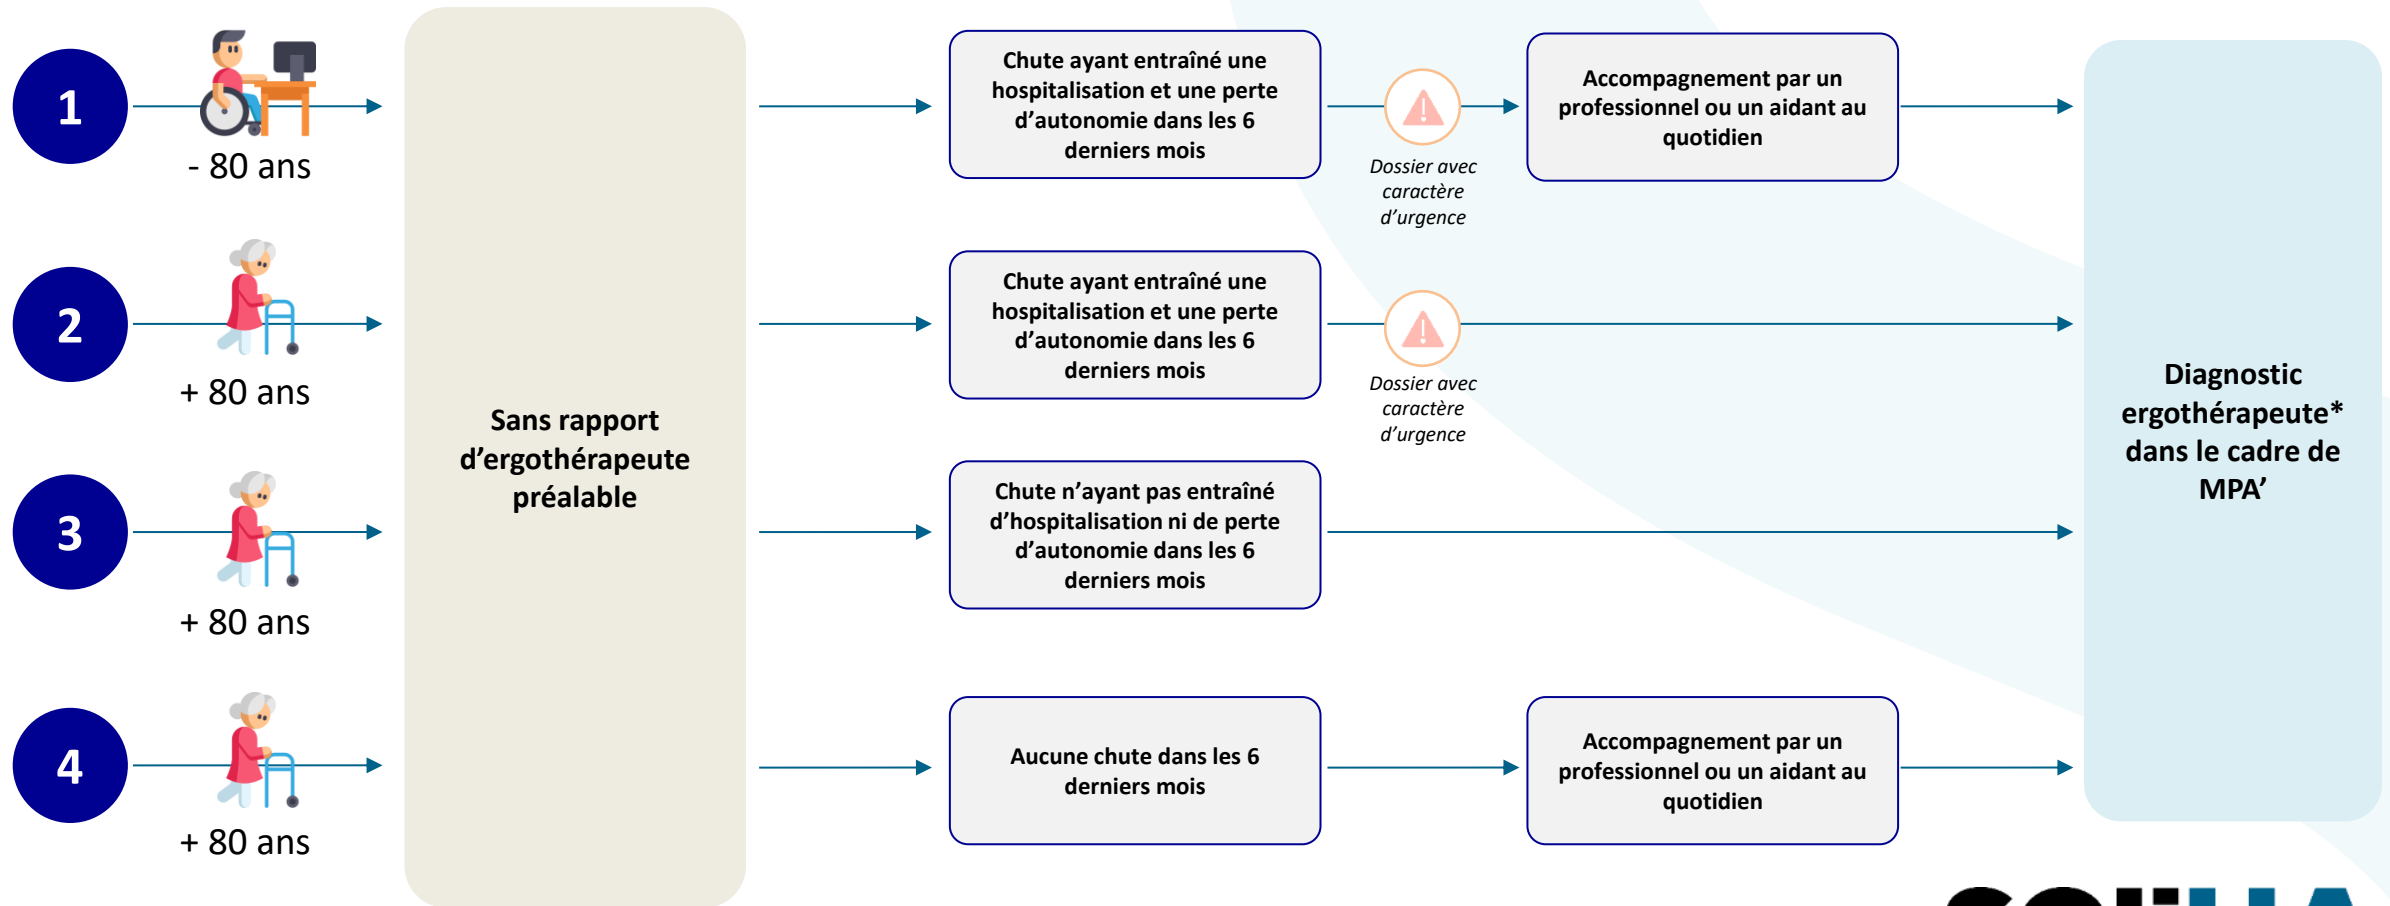 1
- 80 ans
Chute ayant entraîné une
hospitalisation et une perte
d’autonomie dans les 6
derniers mois
Dossier avec
caractère
d’urgence
Accompagnement par un
professionnel ou un aidant au
quotidien
2
+ 80 ans
Chute ayant entraîné une
hospitalisation et une perte
d’autonomie dans les 6
derniers mois
Dossier avec
caractère
d’urgence
Sans rapport
d’ergothérapeute
préalable
Diagnostic
ergothérapeute*
dans le cadre de
MPA’
3
+ 80 ans
Chute n’ayant pas entraîné
d’hospitalisation ni de perte
d’autonomie dans les 6
derniers mois
4
+ 80 ans
Aucune chute dans les 6
derniers mois
Accompagnement par un
professionnel ou un aidant au
quotidien